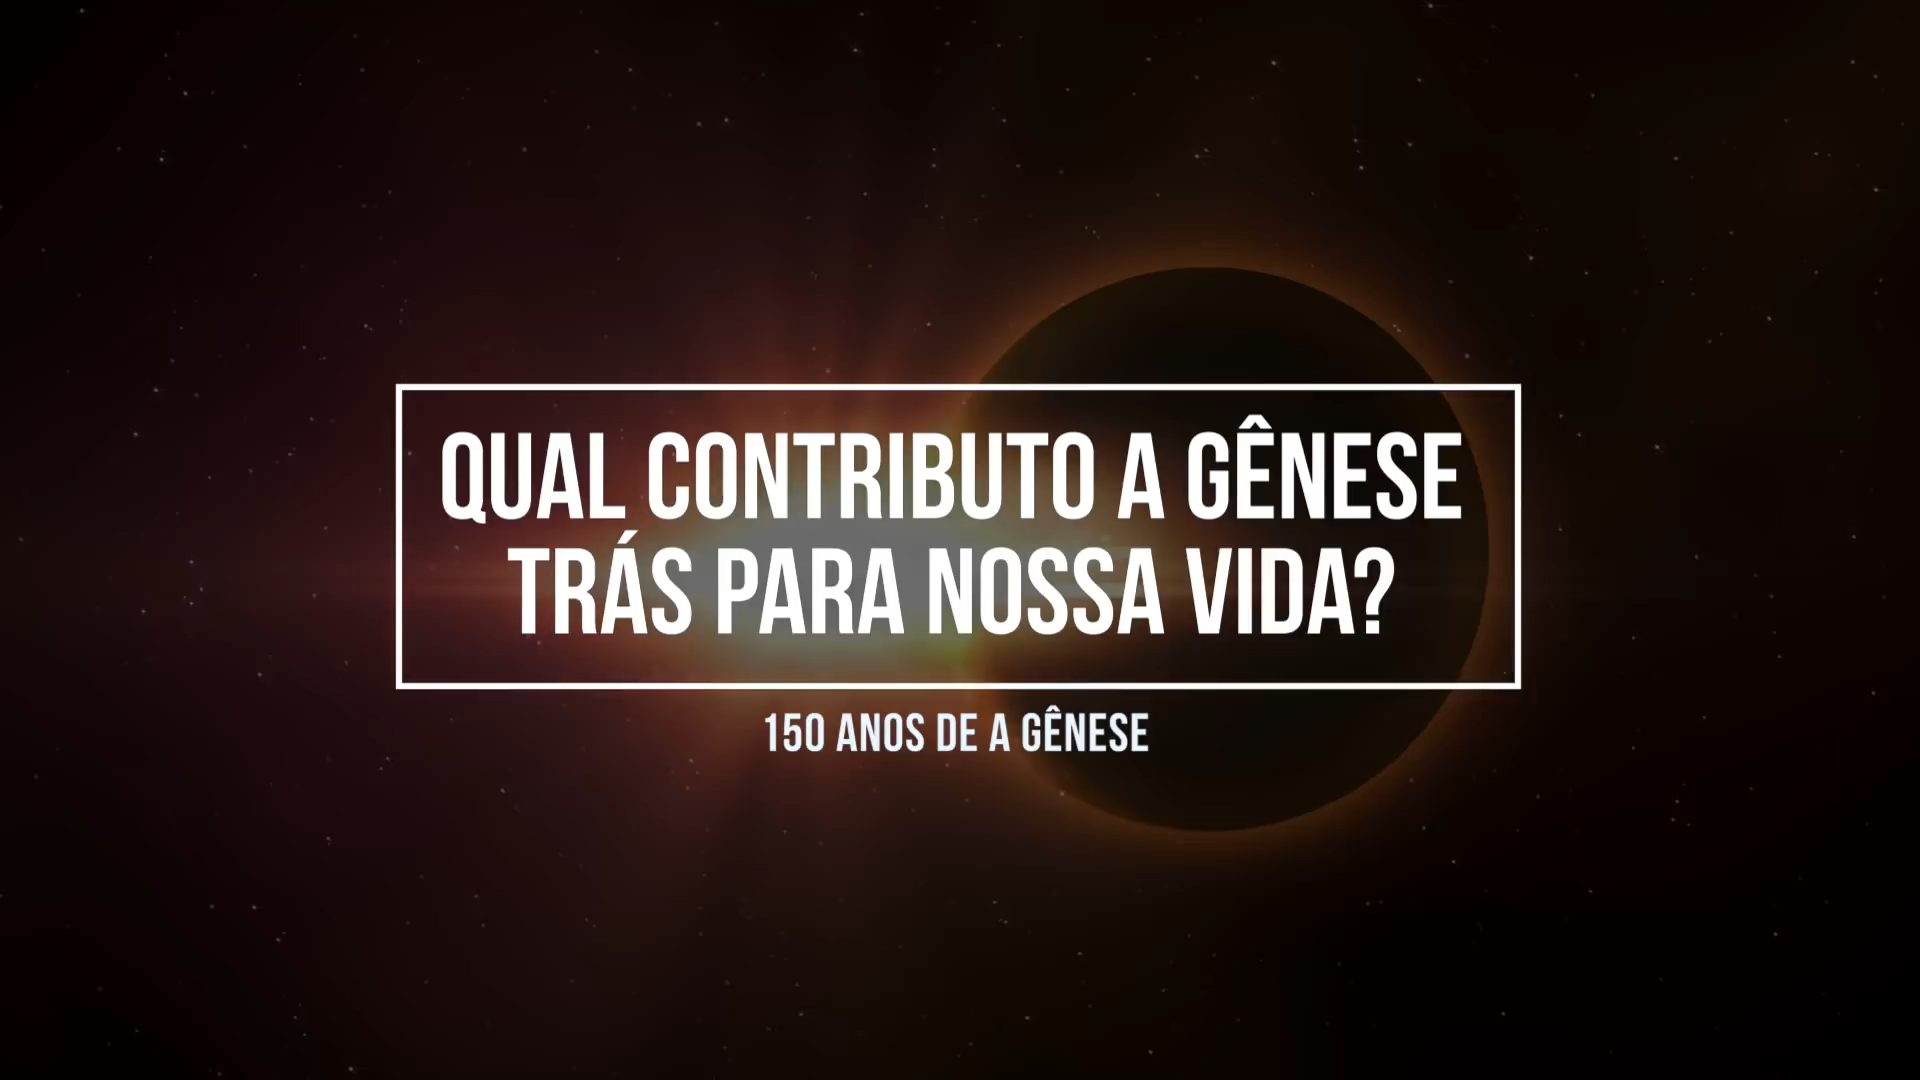 QUAL CONTRIBUTO A GÊNESE
TRÁS PARA NOSSA VIDA?
150 ANOS DE A GÊNESE